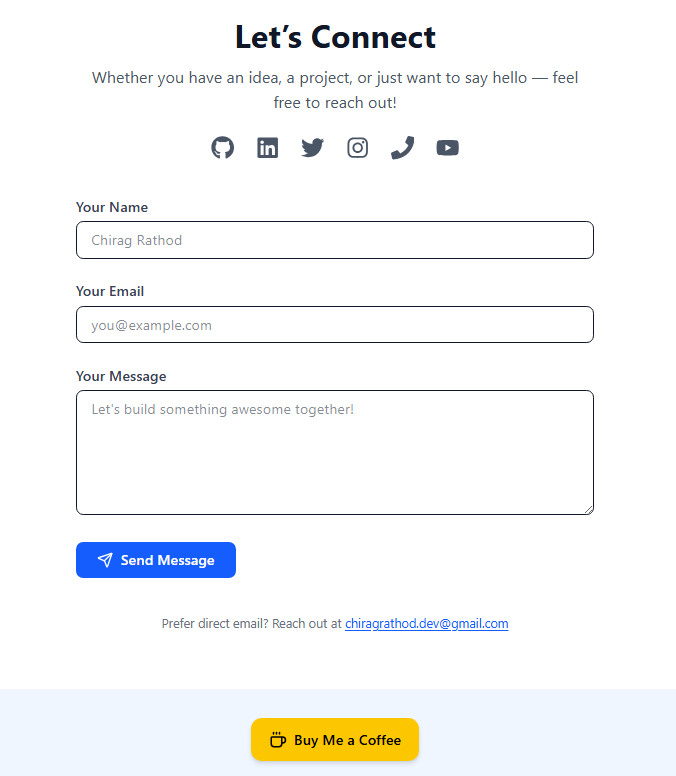 Let’s Connect
Whether you have an idea, a project, or just want to say hello — feel
free to reach out!
Your Name
Chirag Rathod
Your Email
you@example.com
Your Message
Let's build something awesome together!
Send Message
Prefer direct email? Reach out at chiragrathod.dev@gmail.com
Buy Me a Coffee